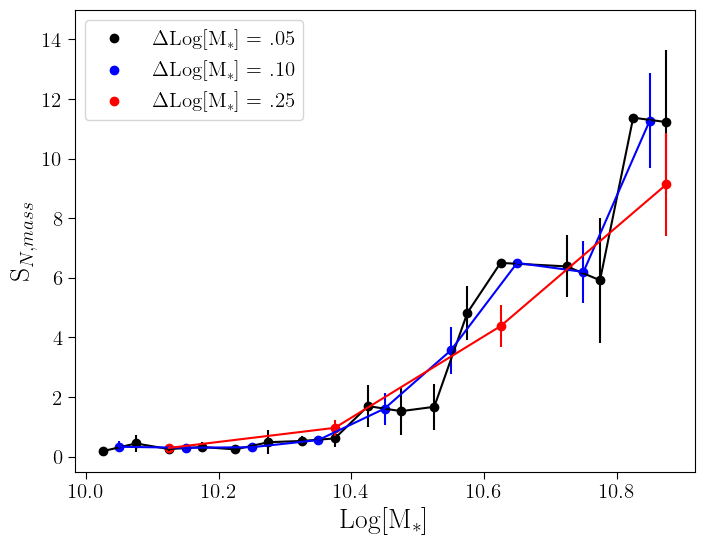 ΔLog[M*] = .05
ΔLog[M*] = .10
ΔLog[M*] = .25
14
12
10
8
6
4
2
0
S_{N,mass}
10.0 10.2 10.4 10.6 10.8
Log[M*]